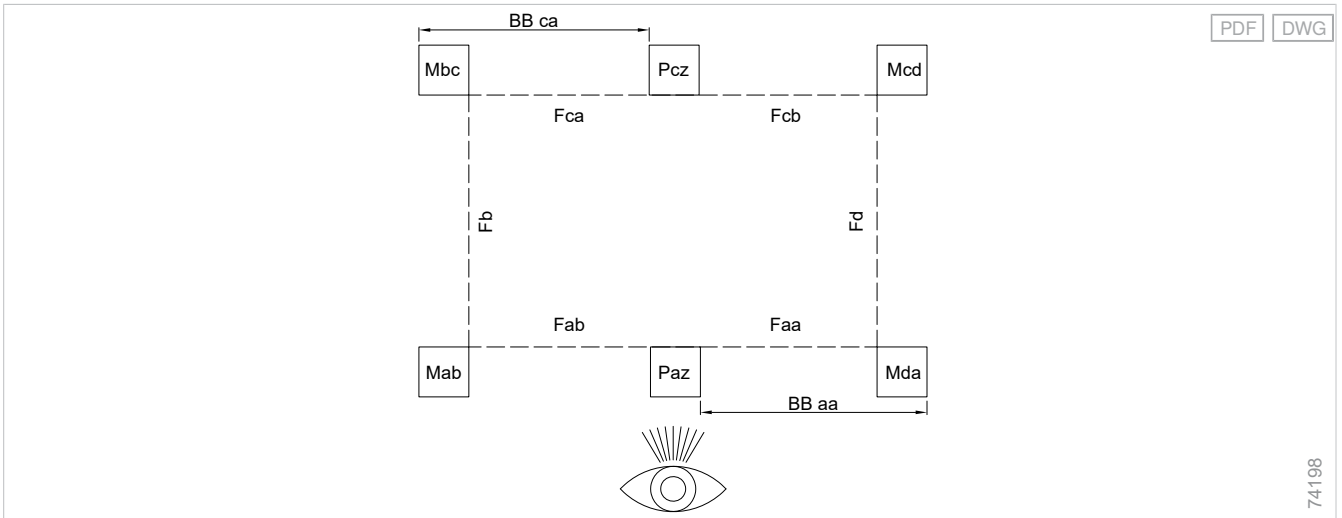 BB ca
PDF DWG
Mbc Pcz Mcd
Fca Fcb
Fb Fd
Fab Faa
Mab Paz Mda
BB aa
74198